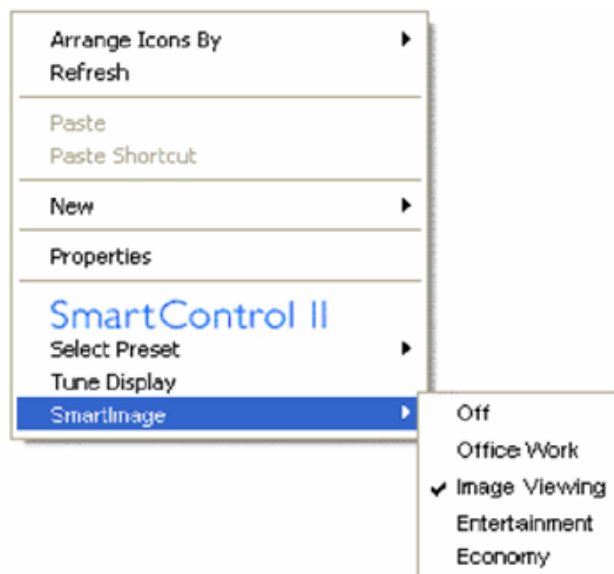 Arrange Icons By
Refresh
Paste
Paste Shortcut
New
Properties
SmartControl II
Select Preset
Tune Display
SmartImage
Off
Office Work
Image Viewing
Entertainment
Economy